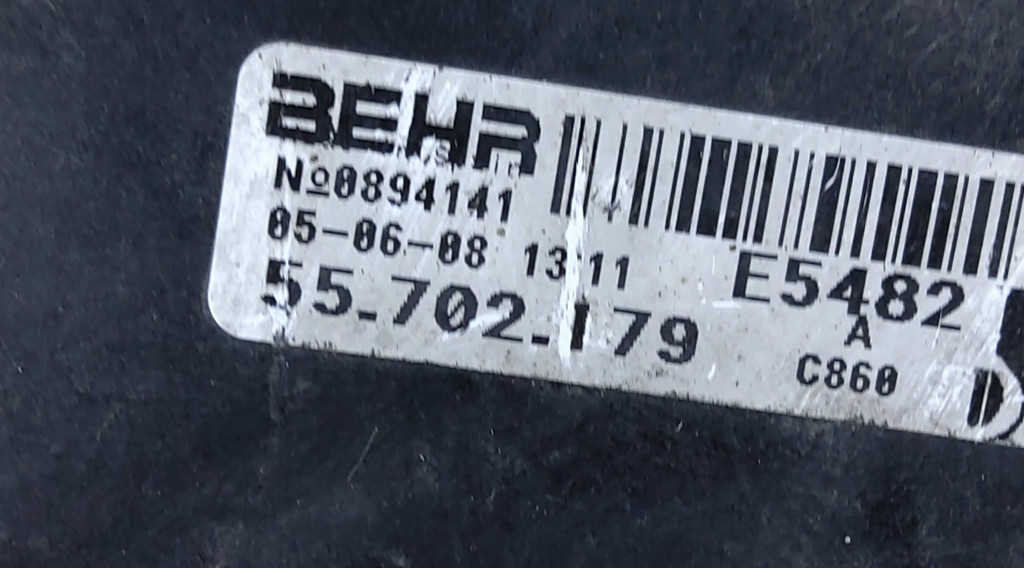 BEHR
Nº0894141
05-06-08 13:11
55.702.179
E5482
A
C860